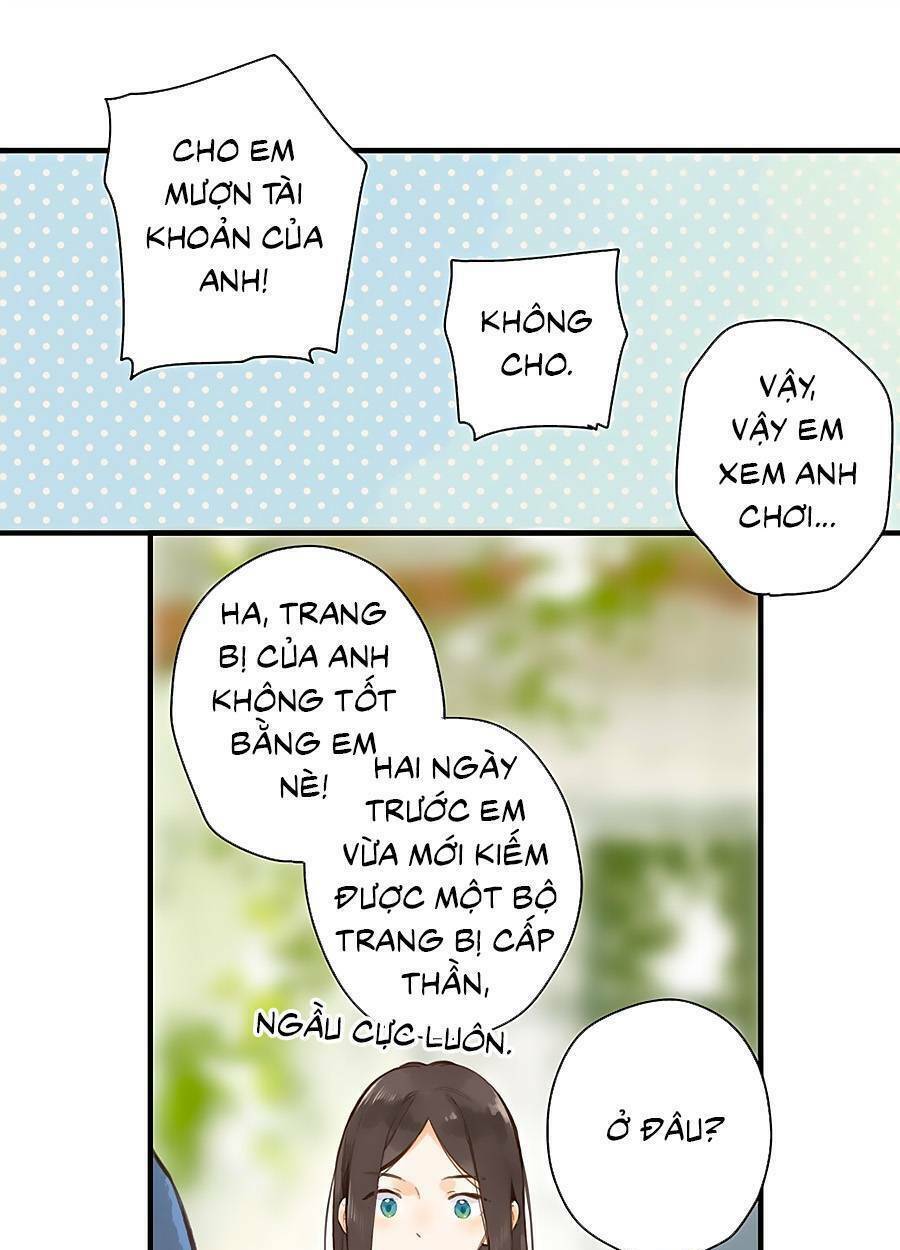 CHO EM
MƯỢN TÀI
KHOẢN CỦA
ANH!
KHÔNG
CHO.
VẬY,
VẬY EM
XEM ANH
CHƠI...
HA, TRANG
BỊ CỦA ANH
KHÔNG TỐT
BẰNG EM
NÈ!
HAI NGÀY
TRƯỚC EM
VỪA MỚI KIẾM
ĐƯỢC MỘT BỘ
TRANG BỊ CẤP
THẦN,
NGẦU CỰC LUÔN.
Ở ĐÂU?